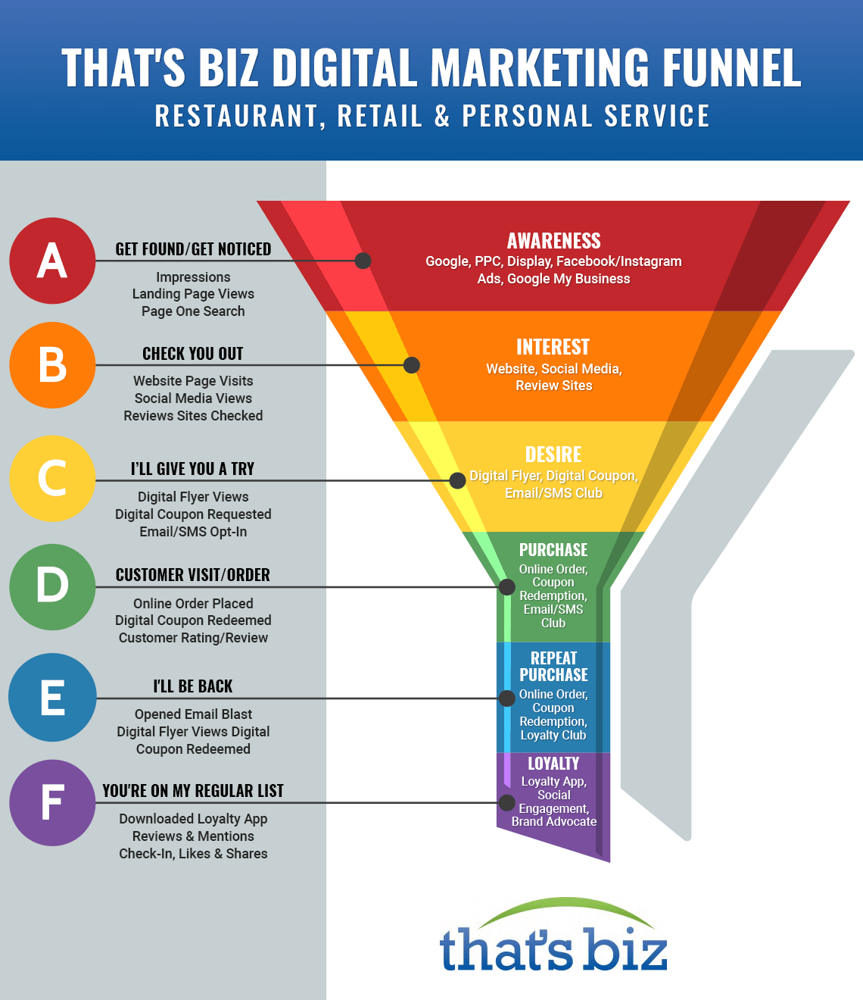 THAT'S BIZ DIGITAL MARKETING FUNNEL
RESTAURANT, RETAIL & PERSONAL SERVICE
A
GET FOUND/GET NOTICED
Impressions
Landing Page Views
Page One Search
AWARENESS
Google, PPC, Display, Facebook/Instagram
Ads, Google My Business
B
CHECK YOU OUT
Website Page Visits
Social Media Views
Reviews Sites Checked
INTEREST
Website, Social Media,
Review Sites
C
I’LL GIVE YOU A TRY
Digital Flyer Views
Digital Coupon Requested
Email/SMS Opt-In
DESIRE
Digital Flyer, Digital Coupon,
Email/SMS Club
D
CUSTOMER VISIT/ORDER
Online Order Placed
Digital Coupon Redeemed
Customer Rating/Review
PURCHASE
Online Order,
Coupon
Redemption,
Email/SMS
Club
E
I'LL BE BACK
Opened Email Blast
Digital Flyer Views Digital
Coupon Redeemed
REPEAT
PURCHASE
Online Order,
Coupon
Redemption,
Loyalty Club
F
YOU'RE ON MY REGULAR LIST
Downloaded Loyalty App
Reviews & Mentions
Check-In, Likes & Shares
LOYALTY
Loyalty App,
Social
Engagement,
Brand Advocate
that's biz